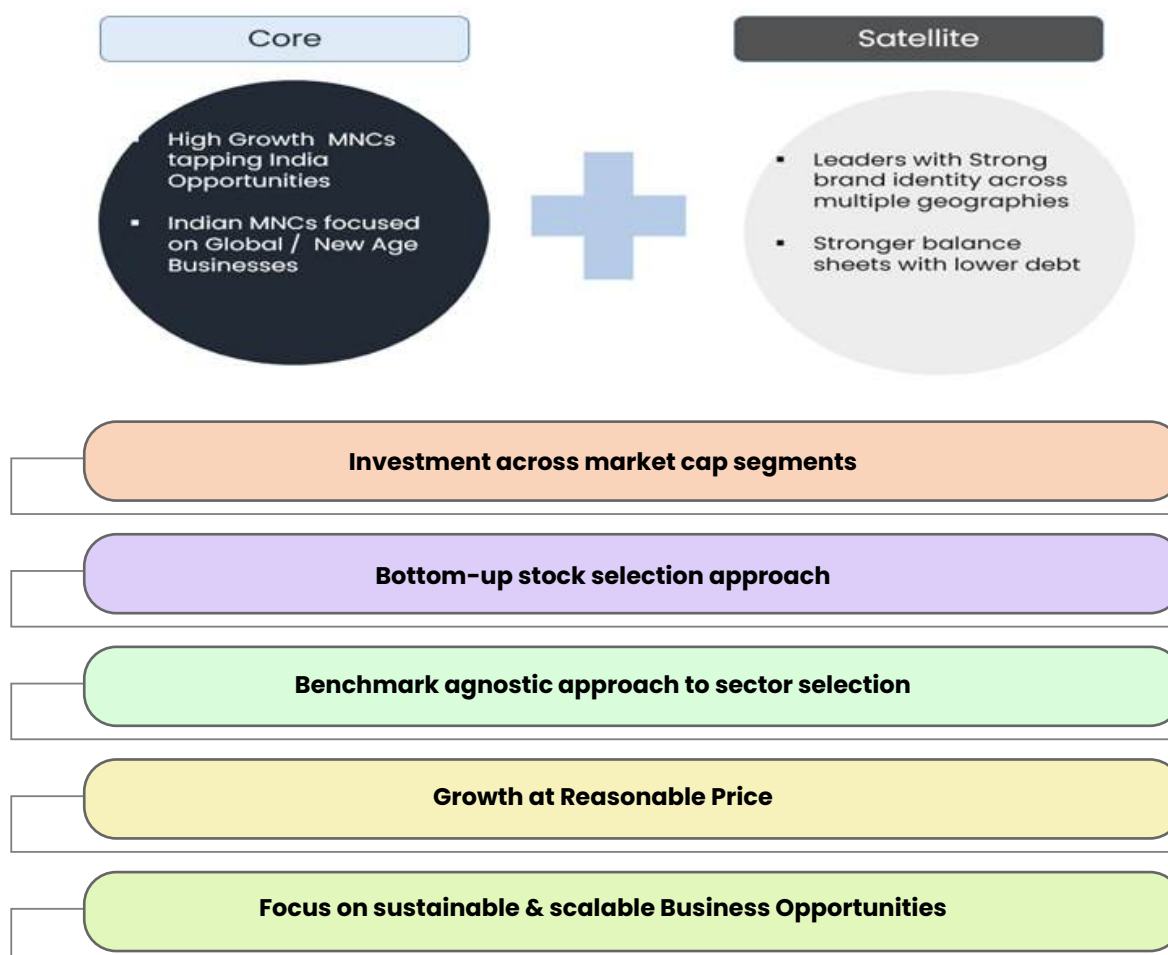 Core
▪ High Growth MNCs
tapping India
Opportunities
▪ Indian MNCs focused
on Global / New Age
Businesses
Satellite
▪ Leaders with Strong
brand identity across
multiple geographies
▪ Stronger balance
sheets with lower debt
Investment across market cap segments
Bottom-up stock selection approach
Benchmark agnostic approach to sector selection
Growth at Reasonable Price
Focus on sustainable & scalable Business Opportunities